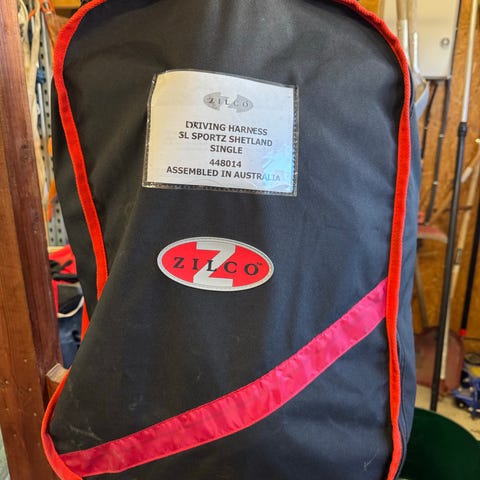 ZILCO
DRIVING HARNESS
SL SPORTZ SHETLAND
SINGLE
448014
ASSEMBLED IN AUSTRALIA
ZILCO